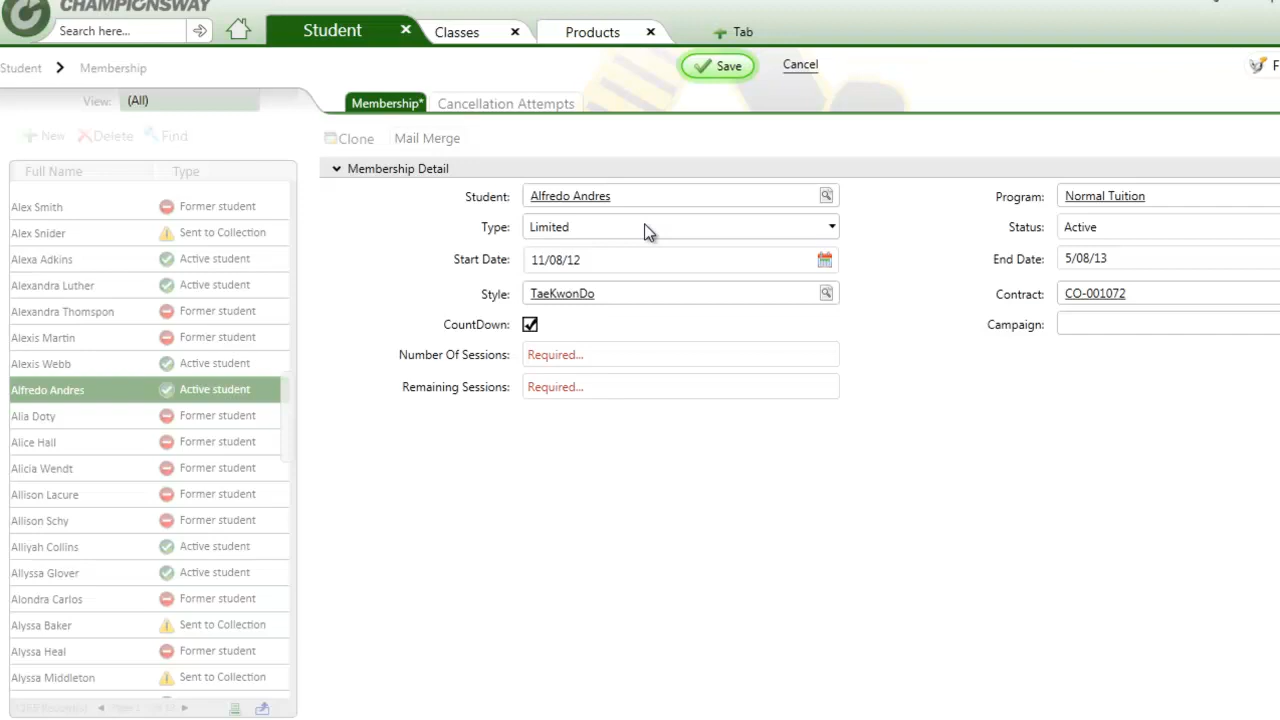 CHAMPIONSWAY
Search here...
Student
Classes
Products
Tab
Student > Membership
Save
Cancel
F
View: (All)
New Delete Find
Membership* Cancellation Attempts
Clone Mail Merge
Membership Detail
Full Name Type
Alex Smith Former student
Alex Snider Sent to Collection
Alexa Adkins Active student
Alexandra Luther Active student
Alexandra Thomspon Former student
Alexis Martin Former student
Alexis Webb Active student
Alfredo Andres Active student
Alia Doty Former student
Alice Hall Former student
Alicia Wendt Former student
Allison Lacure Former student
Allison Schy Former student
Alliyah Collins Active student
Allyssa Glover Active student
Alondra Carlos Former student
Alyssa Baker Sent to Collection
Alyssa Heal Former student
Alyssa Middleton Sent to Collection
Student: Alfredo Andres
Type: Limited
Start Date: 11/08/12
Style: TaeKwonDo
CountDown:
Number Of Sessions: Required...
Remaining Sessions: Required...
Program: Normal Tuition
Status: Active
End Date: 5/08/13
Contract: CO-001072
Campaign: